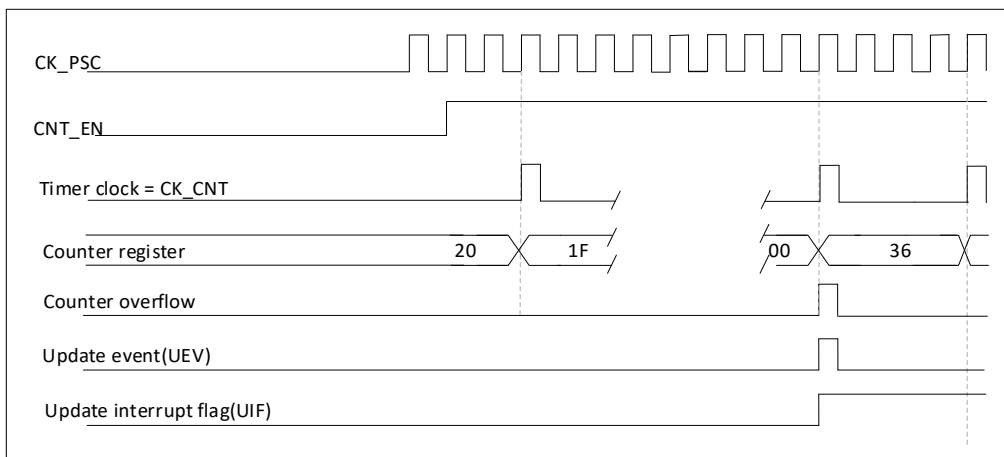 CK_PSC
CNT_EN
Timer clock = CK_CNT
Counter register 20 1F 00 36
Counter overflow
Update event(UEV)
Update interrupt flag(UIF)